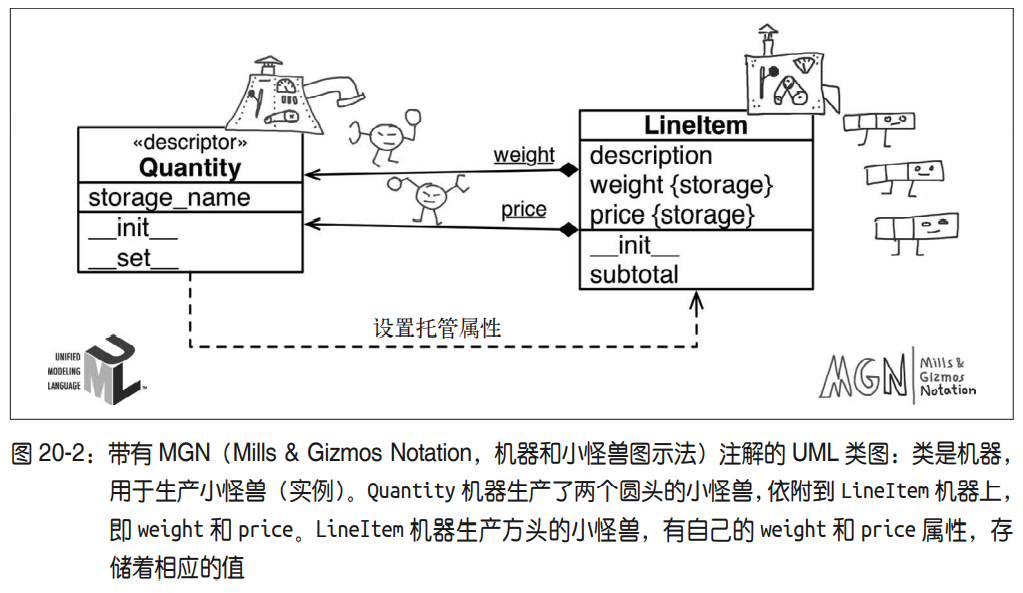 «descriptor»
Quantity
storage_name
__init__
__set__
weight
price
LineItem
description
weight {storage}
price {storage}
__init__
subtotal
设置托管属性
UNIFIED
MODELING
LANGUAGE
UML
TM
MGN
Mills &
Gizmos
Notation
图 20-2：带有 MGN（Mills & Gizmos Notation，机器和小怪兽图示法）注解的 UML 类图：类是机器，
用于生产小怪兽（实例）。Quantity 机器生产了两个圆头的小怪兽，依附到 LineItem 机器上，
即 weight 和 price。LineItem 机器生产方头的小怪兽，有自己的 weight 和 price 属性，存
储着相应的值